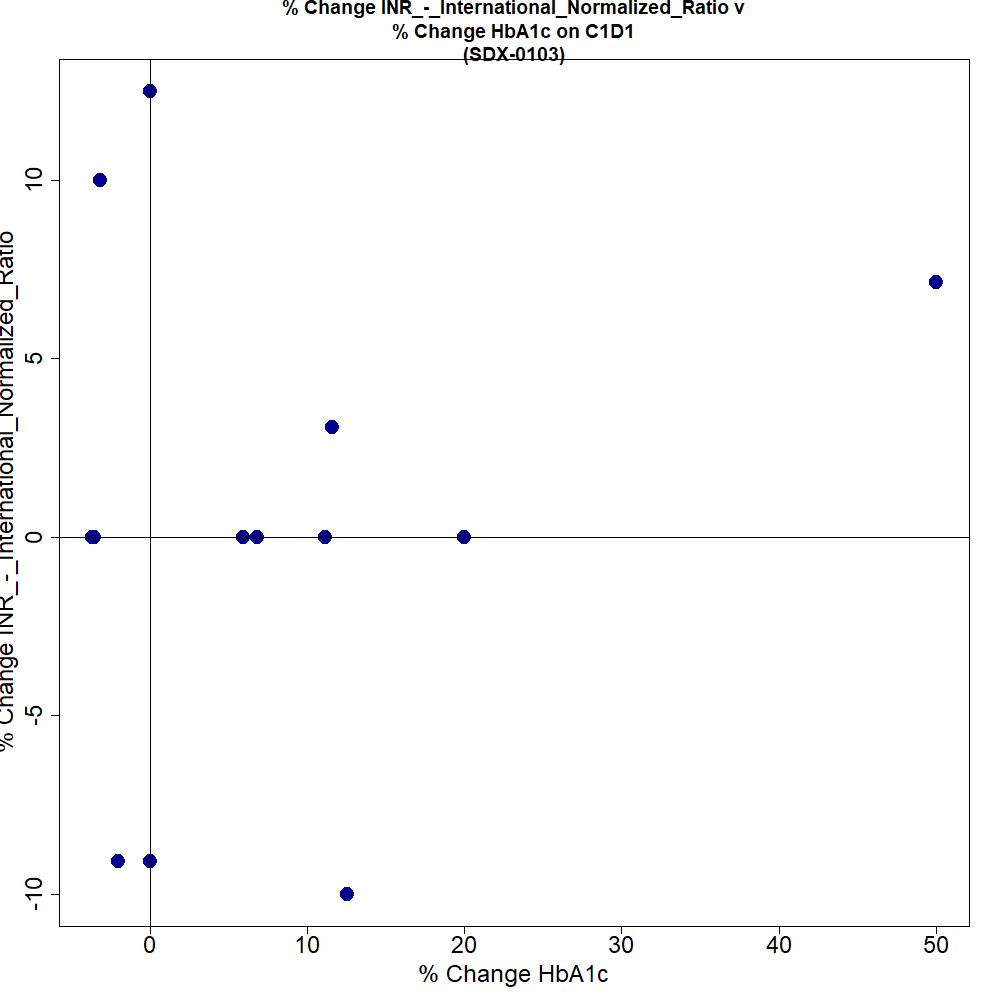 % Change INR_-_International_Normalized_Ratio v
% Change HbA1c on C1D1
(SDX-0103)
% Change INR_-_International_Normalized_Ratio
10
5
0
-5
-10
0 10 20 30 40 50
% Change HbA1c